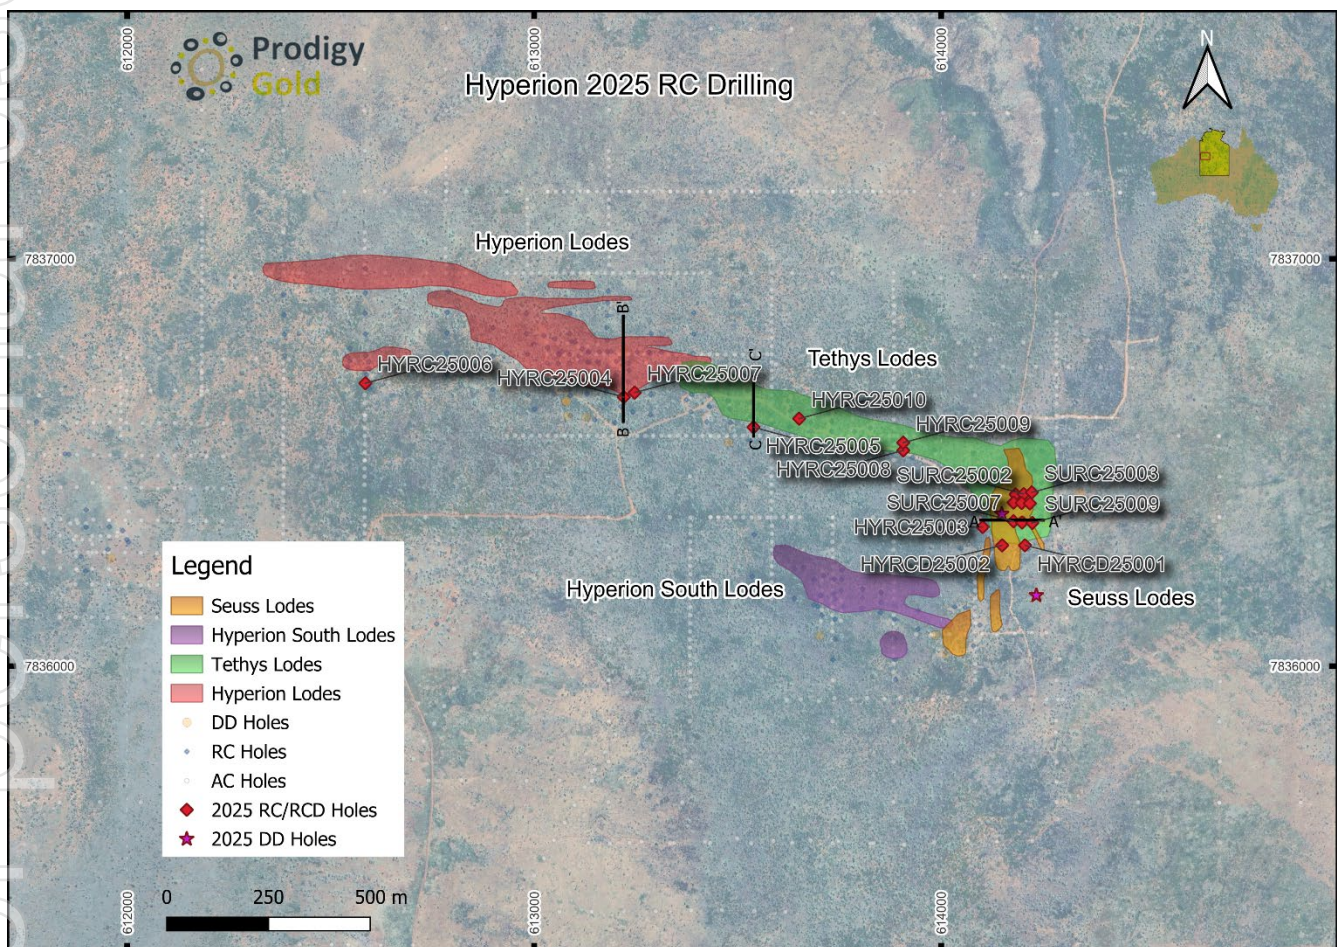 612000
613000
614000
Prodigy
Gold
Hyperion 2025 RC Drilling
N
Hyperion Lodes
7837000
7837000
B'
C'
Tethys Lodes
HYRC25006
HYRC25004
HYRC25007
HYRC25010
B
C
HYRC25009
HYRC25005
HYRC25008
SURC25002
SURC25003
SURC25007
SURC25009
A
A'
HYRC25003
HYRCD25002
HYRCD25001
Hyperion South Lodes
Seuss Lodes
7836000
7836000
Legend
Seuss Lodes
Hyperion South Lodes
Tethys Lodes
Hyperion Lodes
DD Holes
RC Holes
AC Holes
2025 RC/RCD Holes
2025 DD Holes
0
250
500 m
612000
613000
614000